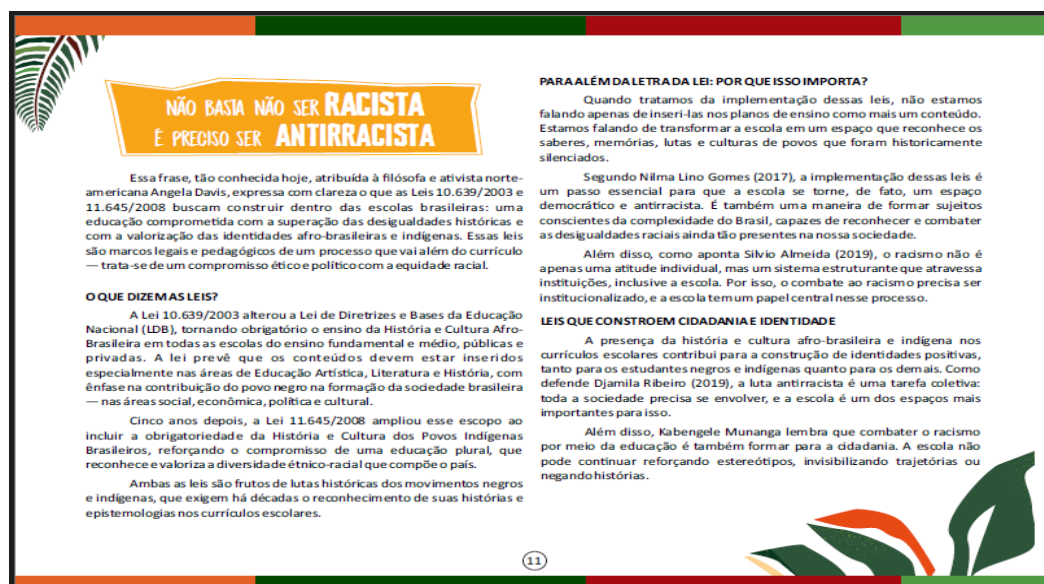 NÃO BASTA NÃO SER RACISTA
É PRECISO SER ANTIRRACISTA
Essa frase, tão conhecida hoje, atribuída à filósofa e ativista norte-
americana Angela Davis, expressa com clareza o que as Leis 10.639/2003 e
11.645/2008 buscam construir dentro das escolas brasileiras: uma
educação comprometida com a superação das desigualdades históricas e
com a valorização das identidades afro-brasileiras e indígenas. Essas leis
são marcos legais e pedagógicos de um processo que vai além do currículo
— trata-se de um compromisso ético e político com a equidade racial.
O QUE DIZEM AS LEIS?
A Lei 10.639/2003 alterou a Lei de Diretrizes e Bases da Educação
Nacional (LDB), tornando obrigatório o ensino da História e Cultura Afro-
Brasileira em todas as escolas do ensino fundamental e médio, públicas e
privadas. A lei prevê que os conteúdos devem estar inseridos
especialmente nas áreas de Educação Artística, Literatura e História, com
ênfase na contribuição do povo negro na formação da sociedade brasileira
— nas áreas social, econômica, política e cultural.
Cinco anos depois, a Lei 11.645/2008 ampliou esse escopo ao
incluir a obrigatoriedade da História e Cultura dos Povos Indígenas
Brasileiros, reforçando o compromisso de uma educação plural, que
reconhece e valoriza a diversidade étnico-racial que compõe o país.
Ambas as leis são frutos de lutas históricas dos movimentos negros
e indígenas, que exigem há décadas o reconhecimento de suas histórias e
epistemologias nos currículos escolares.
PARA ALÉM DA LETRA DA LEI: POR QUE ISSO IMPORTA?
Quando tratamos da implementação dessas leis, não estamos
falando apenas de inseri-las nos planos de ensino como mais um conteúdo.
Estamos falando de transformar a escola em um espaço que reconhece os
saberes, memórias, lutas e culturas de povos que foram historicamente
silenciados.
Segundo Nilma Lino Gomes (2017), a implementação dessas leis é
um passo essencial para que a escola se torne, de fato, um espaço
democrático e antirracista. É também uma maneira de formar sujeitos
conscientes da complexidade do Brasil, capazes de reconhecer e combater
as desigualdades raciais ainda tão presentes na nossa sociedade.
Além disso, como aponta Silvio Almeida (2019), o racismo não é
apenas uma atitude individual, mas um sistema estruturante que atravessa
instituições, inclusive a escola. Por isso, o combate ao racismo precisa ser
institucionalizado, e a escola tem um papel central nesse processo.
LEIS QUE CONSTROEM CIDADANIA E IDENTIDADE
A presença da história e cultura afro-brasileira e indígena nos
currículos escolares contribui para a construção de identidades positivas,
tanto para os estudantes negros e indígenas quanto para os demais. Como
defende Djamila Ribeiro (2019), a luta antirracista é uma tarefa coletiva:
toda a sociedade precisa se envolver, e a escola é um dos espaços mais
importantes para isso.
Além disso, Kabengele Munanga lembra que combater o racismo
por meio da educação é também formar para a cidadania. A escola não
pode continuar reforçando estereótipos, invisibilizando trajetórias ou
negando histórias.
11